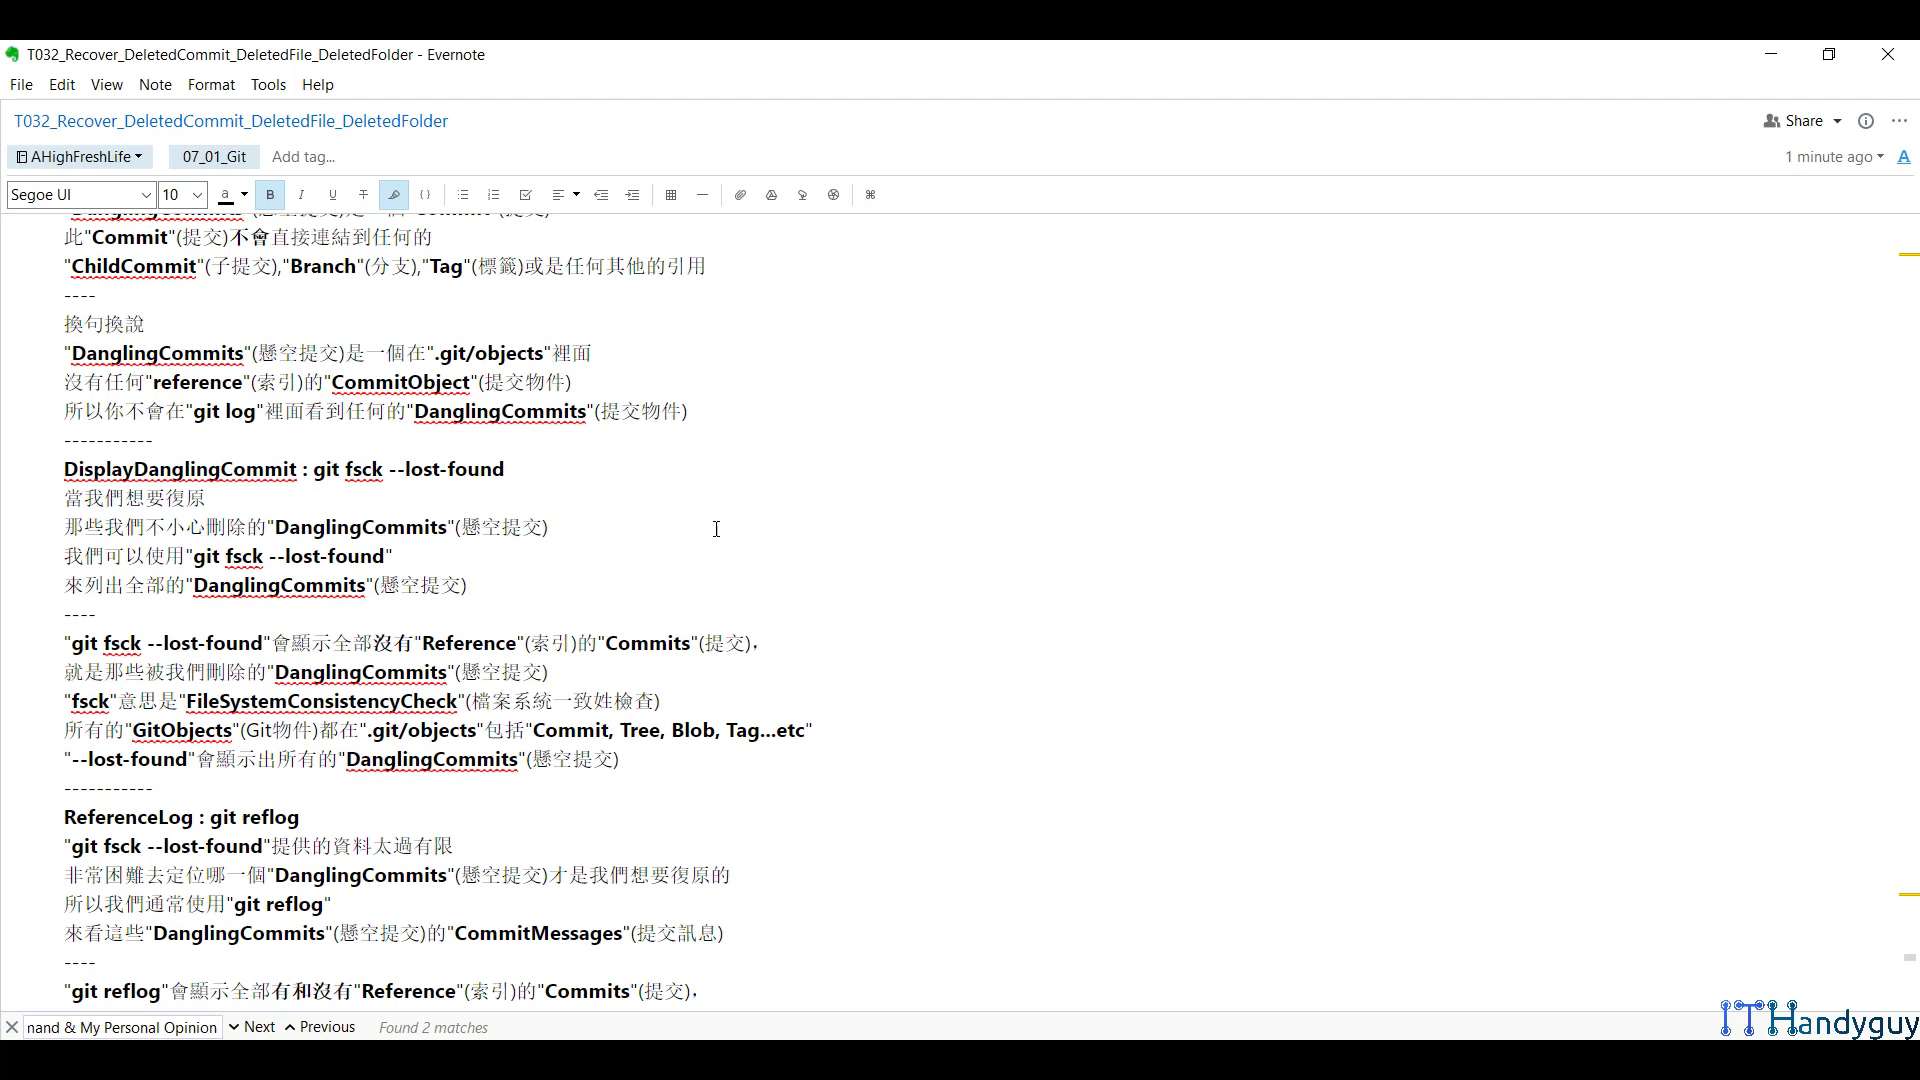 T032_Recover_DeletedCommit_DeletedFile_DeletedFolder - Evernote
File Edit View Note Format Tools Help
T032_Recover_DeletedCommit_DeletedFile_DeletedFolder
Share
AHighFreshLife 07_01_Git Add tag...
1 minute ago A
Segoe UI 10 a B I U T {}
此"Commit"(提交)不會直接連結到任何的
"ChildCommit"(子提交),"Branch"(分支),"Tag"(標籤)或是任何其他的引用
----
換句換說
"DanglingCommits"(懸空提交)是一個在".git/objects"裡面
沒有任何"reference"(索引)的"CommitObject"(提交物件)
所以你不會在"git log"裡面看到任何的"DanglingCommits"(提交物件)
-----------
DisplayDanglingCommit : git fsck --lost-found
當我們想要復原
那些我們不小心刪除的"DanglingCommits"(懸空提交)
我們可以使用"git fsck --lost-found"
來列出全部的"DanglingCommits"(懸空提交)
----
"git fsck --lost-found"會顯示全部沒有"Reference"(索引)的"Commits"(提交),
就是那些被我們刪除的"DanglingCommits"(懸空提交)
"fsck"意思是"FileSystemConsistencyCheck"(檔案系統一致姓檢查)
所有的"GitObjects"(Git物件)都在".git/objects"包括"Commit, Tree, Blob, Tag...etc"
"--lost-found"會顯示出所有的"DanglingCommits"(懸空提交)
-----------
ReferenceLog : git reflog
"git fsck --lost-found"提供的資料太過有限
非常困難去定位哪一個"DanglingCommits"(懸空提交)才是我們想要復原的
所以我們通常使用"git reflog"
來看這些"DanglingCommits"(懸空提交)的"CommitMessages"(提交訊息)
----
"git reflog"會顯示全部有和沒有"Reference"(索引)的"Commits"(提交),
nand & My Personal Opinion Next Previous Found 2 matches
ITHandyguy